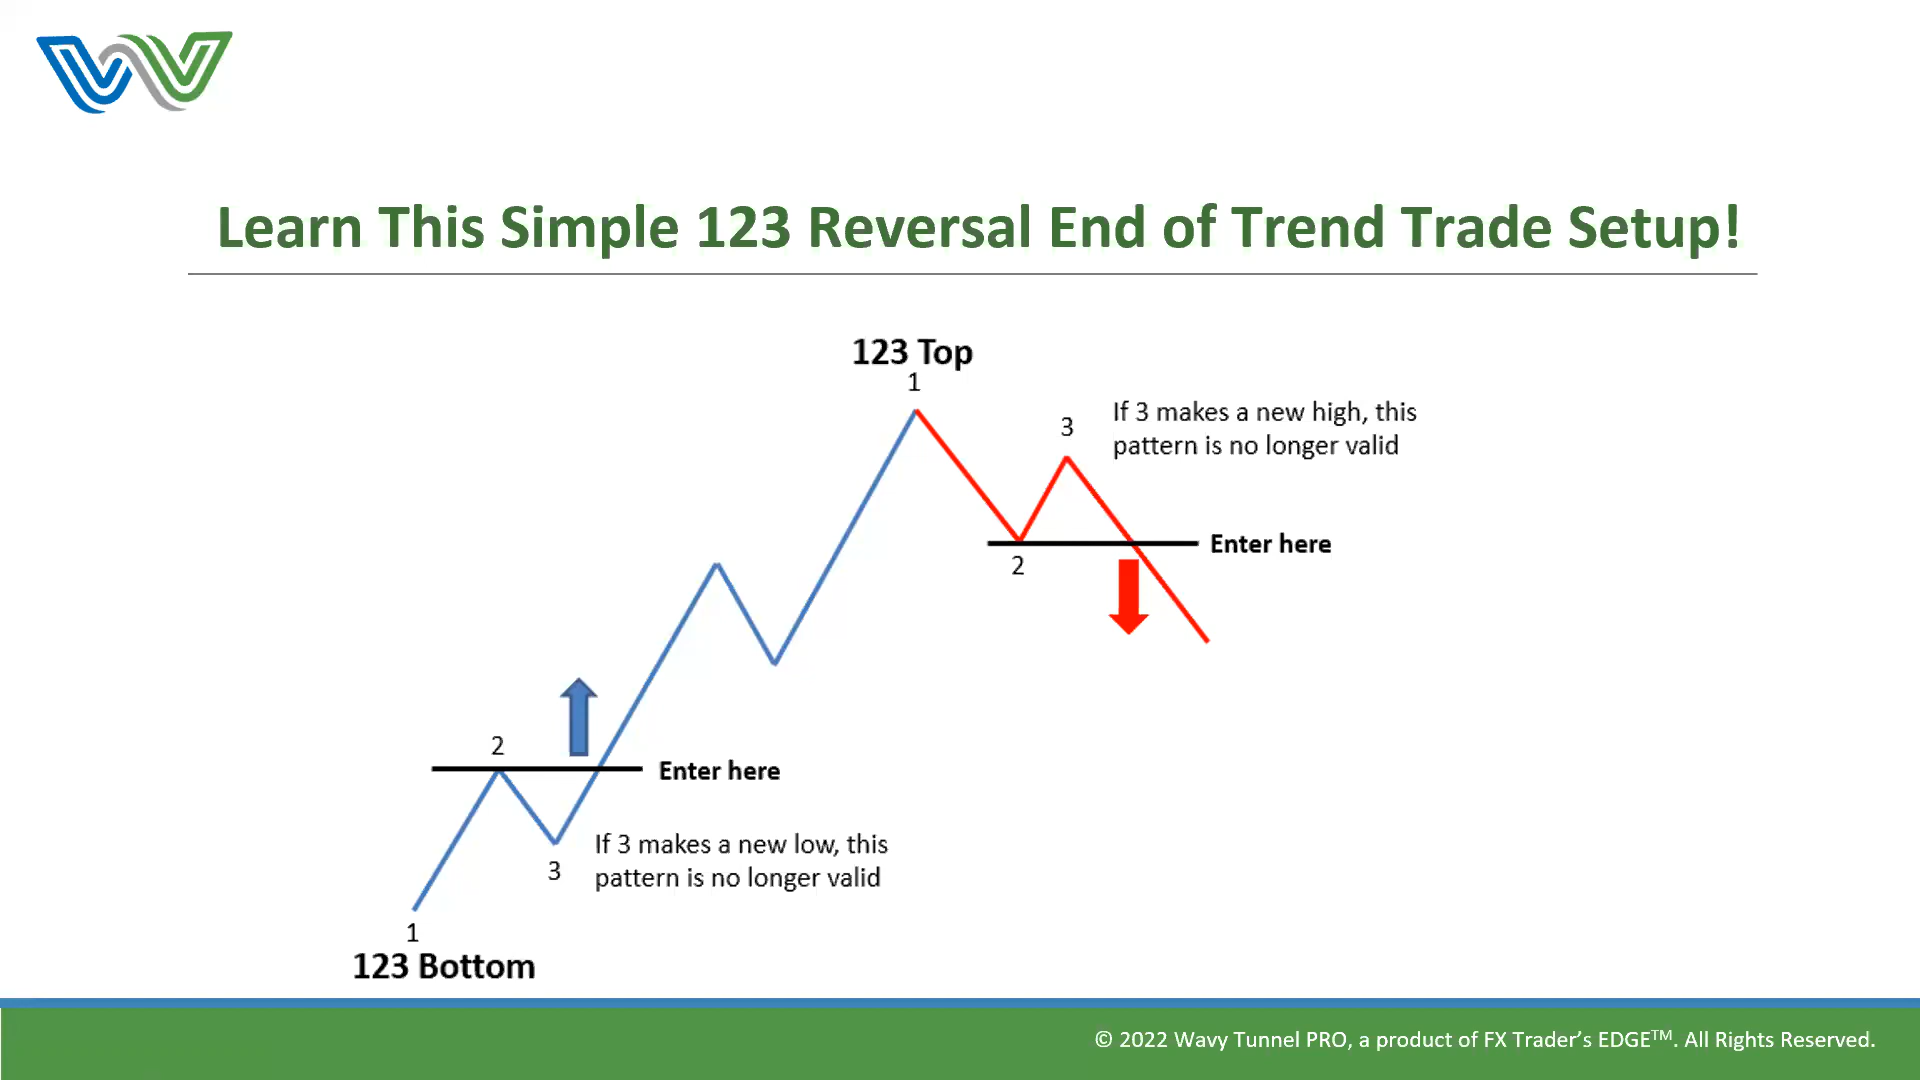 Learn This Simple 123 Reversal End of Trend Trade Setup!
123 Top
1
3
If 3 makes a new high, this
pattern is no longer valid
Enter here
2
2
Enter here
If 3 makes a new low, this
pattern is no longer valid
3
1
123 Bottom
© 2022 Wavy Tunnel PRO, a product of FX Trader’s EDGE™. All Rights Reserved.